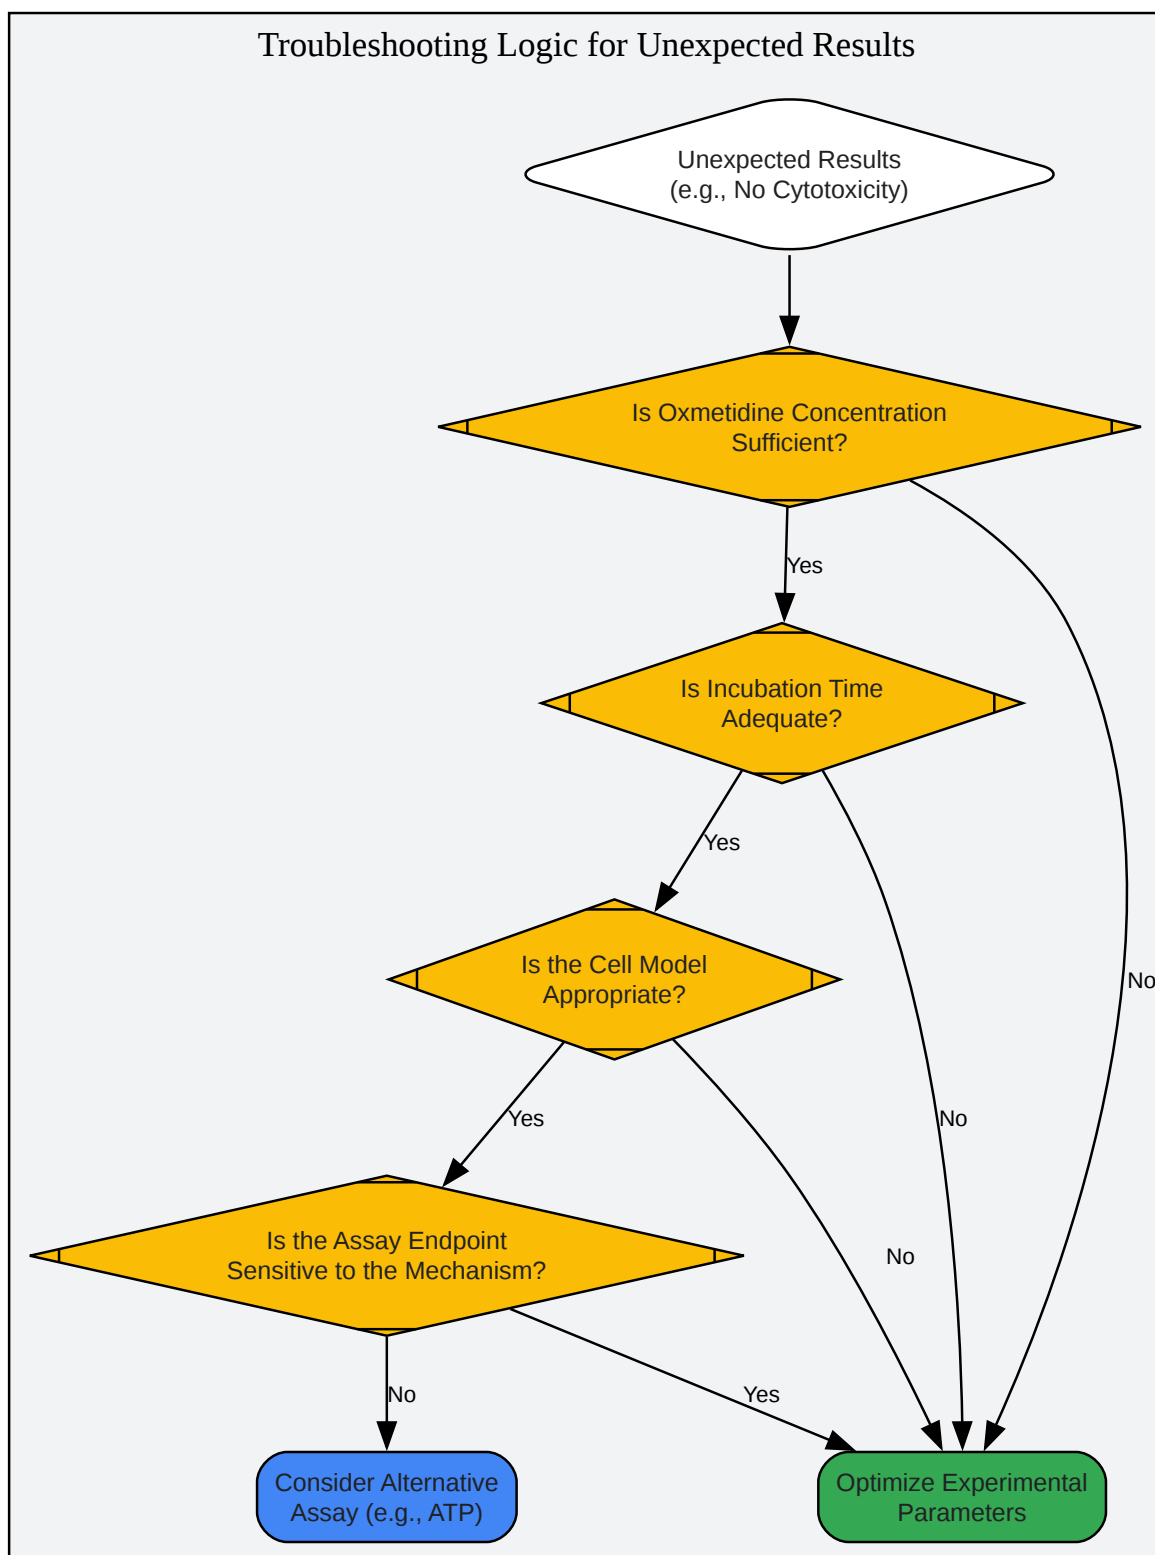 Troubleshooting Logic for Unexpected Results
Unexpected Results
(e.g., No Cytotoxicity)
Is Oxmetidine Concentration
Sufficient?
Yes
Is Incubation Time
Adequate?
Yes
Is the Cell Model
Appropriate?
No
Yes
No
Is the Assay Endpoint
Sensitive to the Mechanism?
No
No
Yes
Consider Alternative
Assay (e.g., ATP)
Optimize Experimental
Parameters